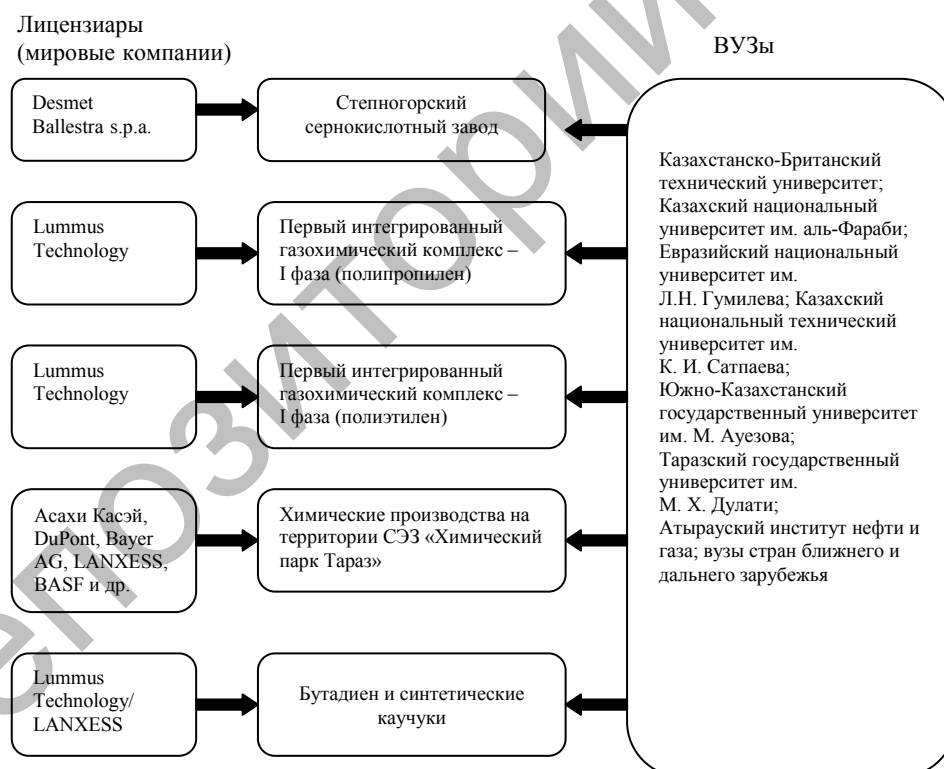 Лицензиары
(мировые компании)
ВУЗы
Desmet
Ballestra s.p.a.
Степногорский
сернокислотный завод
Lummus
Technology
Первый интегрированный
газохимический комплекс –
I фаза (полипропилен)
Lummus
Technology
Первый интегрированный
газохимический комплекс –
I фаза (полиэтилен)
Асахи Касэй,
DuPont, Bayer
AG, LANXESS,
BASF и др.
Химические производства на
территории СЭЗ «Химический
парк Тараз»
Lummus
Technology/
LANXESS
Бутадиен и синтетические
каучуки
Казахстанско-Британский
технический университет;
Казахский национальный
университет им. аль-Фараби;
Евразийский национальный
университет им.
Л.Н. Гумилева; Казахский
национальный технический
университет им.
К. И. Сатпаева;
Южно-Казахстанский
государственный университет
им. М. Ауезова;
Таразский государственный
университет им.
М. Х. Дулати;
Атырауский институт нефти и
газа; вузы стран ближнего и
дальнего зарубежья